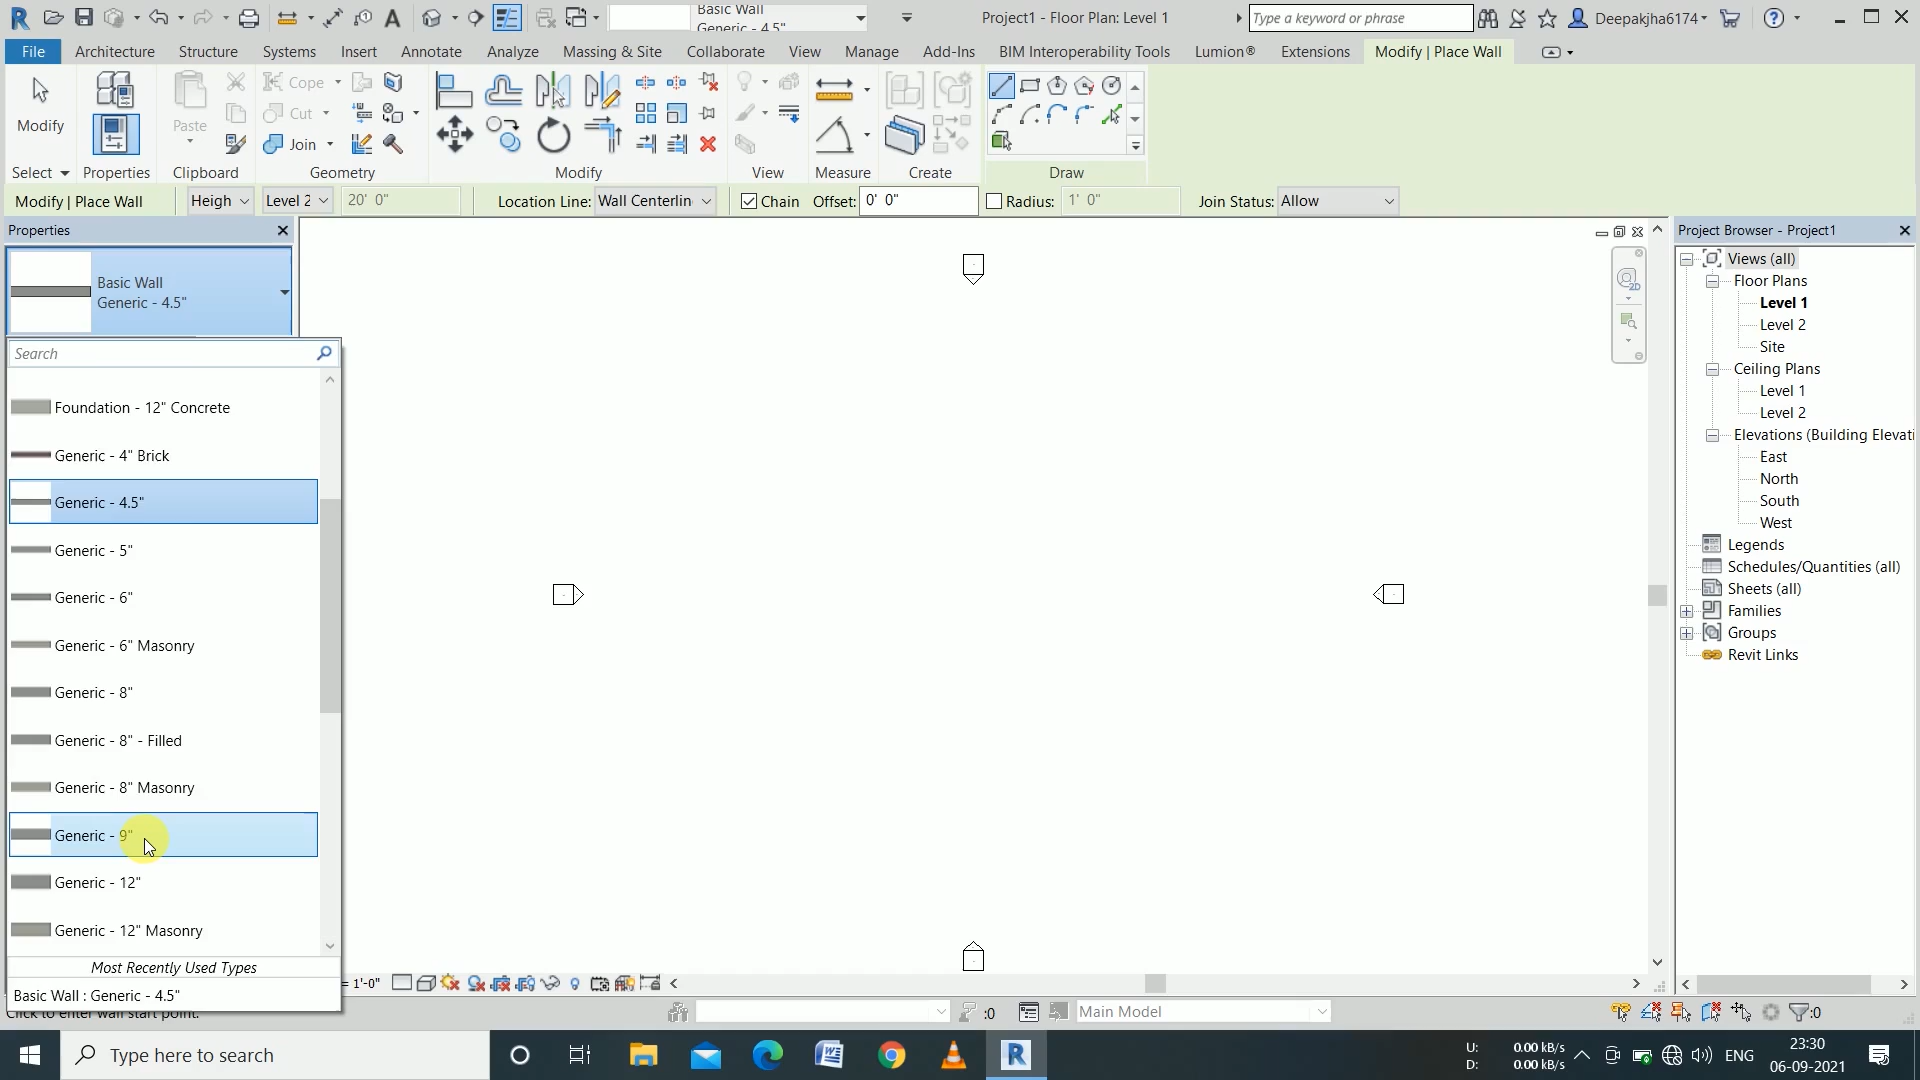 Basic Wall
Generic - 4.5"
Project1 - Floor Plan: Level 1
Type a keyword or phrase
Deepakjha6174
File
Architecture
Structure
Systems
Insert
Annotate
Analyze
Massing & Site
Collaborate
View
Manage
Add-Ins
BIM Interoperability Tools
Lumion®
Extensions
Modify | Place Wall
Modify
Paste
Cope
Cut
Join
Select
Properties
Clipboard
Geometry
Modify
View
Measure
Create
Draw
Modify | Place Wall
Heigh
Level 2
20' 0"
Location Line:
Wall Centerlin
Chain
Offset:
0' 0"
Radius:
1' 0"
Join Status:
Allow
Properties
Basic Wall
Generic - 4.5"
Search
Foundation - 12" Concrete
Generic - 4" Brick
Generic - 4.5"
Generic - 5"
Generic - 6"
Generic - 6" Masonry
Generic - 8"
Generic - 8" - Filled
Generic - 8" Masonry
Generic - 9"
Generic - 12"
Generic - 12" Masonry
Most Recently Used Types
Basic Wall : Generic - 4.5"
Click to enter wall start point.
= 1'-0"
2D
Project Browser - Project1
Views (all)
Floor Plans
Level 1
Level 2
Site
Ceiling Plans
Level 1
Level 2
Elevations (Building Elevati
East
North
South
West
Legends
Schedules/Quantities (all)
Sheets (all)
Families
Groups
Revit Links
:0
Main Model
:0
Type here to search
U: 0.00 kB/s
D: 0.00 kB/s
ENG
23:30
06-09-2021